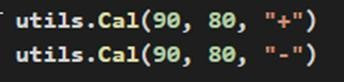 utils.Cal(90, 80, "+")
utils.Cal(90, 80, "-")